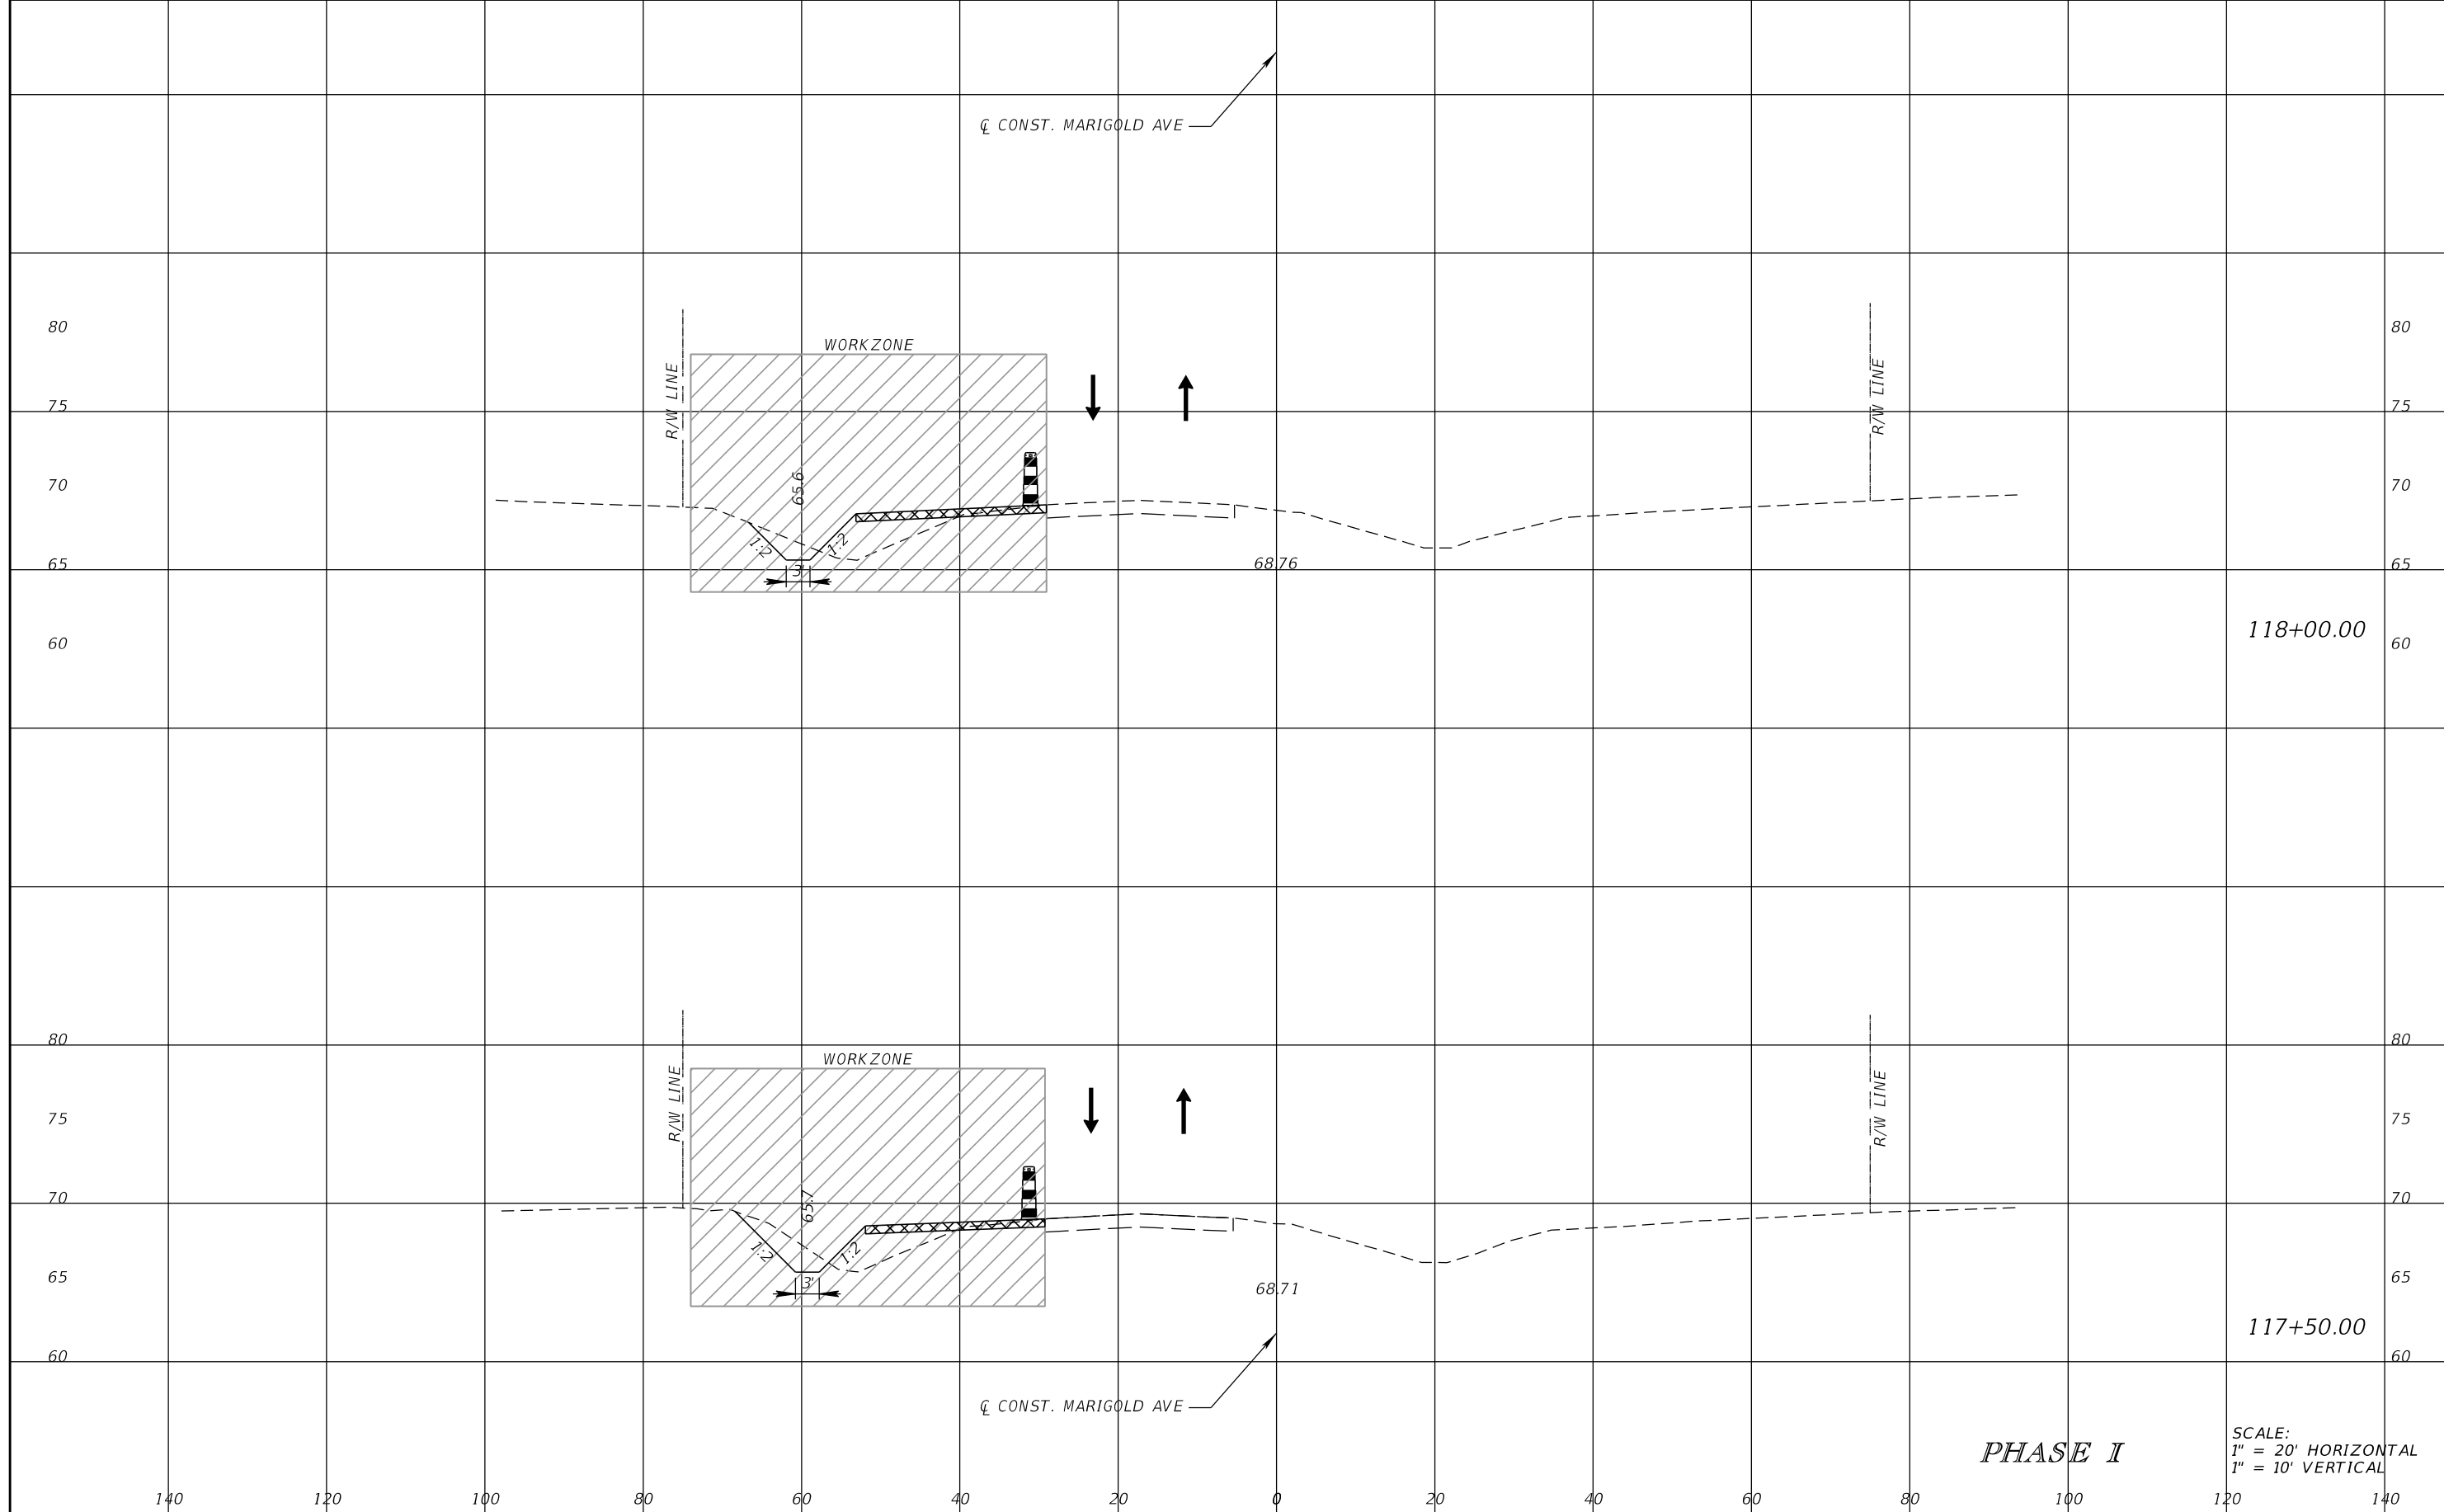 ℄ CONST. MARIGOLD AVE
80 80
WORKZONE
R/W LINE R/W LINE
75 75
65.6
70 70
1:2 1:2
3'
65 68.76 65
118+00.00
60 60
80 80
WORKZONE
R/W LINE R/W LINE
75 75
65.7
70 70
1:2 1:2
65 3' 65
68.71
117+50.00
60 60
℄ CONST. MARIGOLD AVE
SCALE:
PHASE I 1" = 20' HORIZONTAL
1" = 10' VERTICAL
140 120 100 80 60 40 20 0 20 40 60 80 100 120 140